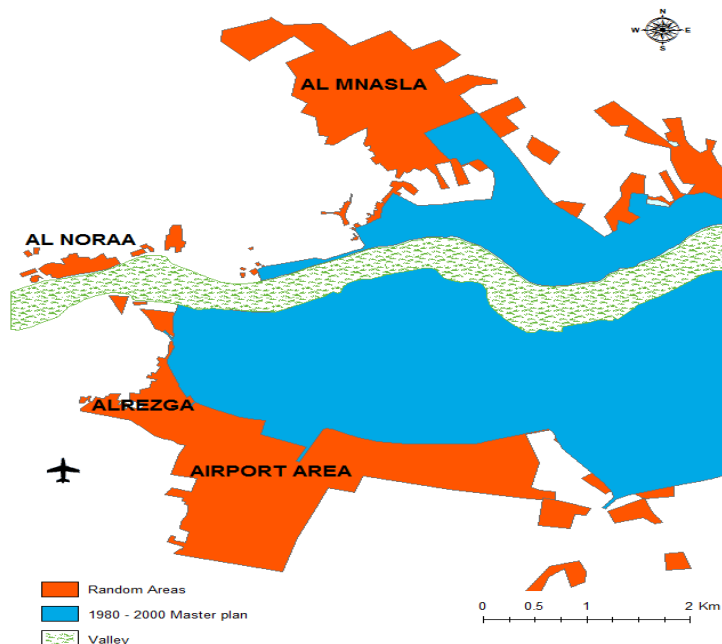 N
W E
S
AL MNASLA
AL NORAA
ALREZGA
AIRPORT AREA
Random Areas
1980 - 2000 Master plan
Valley
0 0.5 1 2 Km